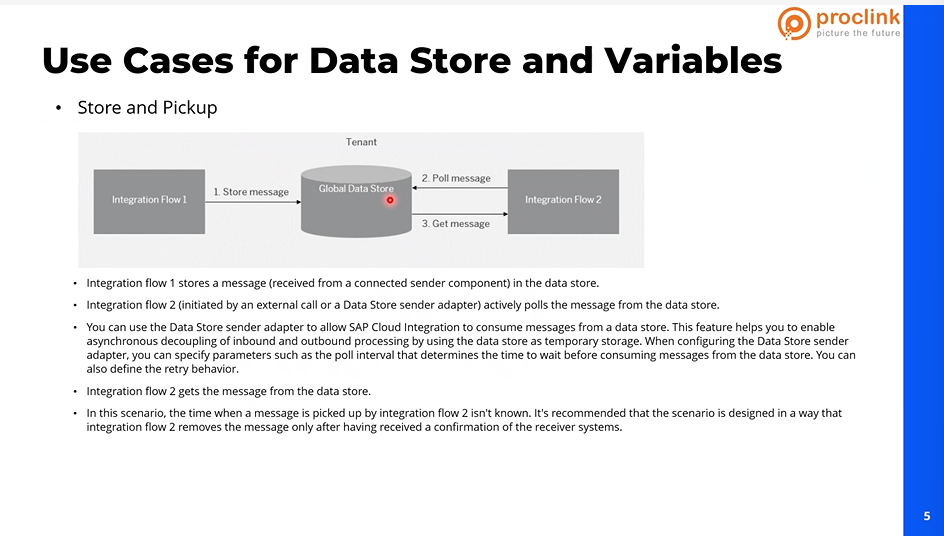 proclink
picture the future
Use Cases for Data Store and Variables
• Store and Pickup
Tenant
Integration Flow 1
1. Store message
Global Data Store
2. Poll message
3. Get message
Integration Flow 2
• Integration flow 1 stores a message (received from a connected sender component) in the data store.
• Integration flow 2 (initiated by an external call or a Data Store sender adapter) actively polls the message from the data store.
• You can use the Data Store sender adapter to allow SAP Cloud Integration to consume messages from a data store. This feature helps you to enable
asynchronous decoupling of inbound and outbound processing by using the data store as temporary storage. When configuring the Data Store sender
adapter, you can specify parameters such as the poll interval that determines the time to wait before consuming messages from the data store. You can
also define the retry behavior.
• Integration flow 2 gets the message from the data store.
• In this scenario, the time when a message is picked up by integration flow 2 isn't known. It's recommended that the scenario is designed in a way that
integration flow 2 removes the message only after having received a confirmation of the receiver systems.
5